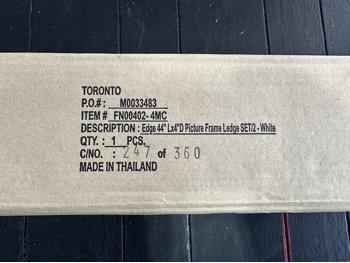 TORONTO
P.O.# : M0033483
ITEM # FN00402-4MC
DESCRIPTION : Edge 44" Lx4"D Picture Frame Ledge SET/2 - White
QTY. : 1 PCS.
C/NO. : 247 of 360
MADE IN THAILAND